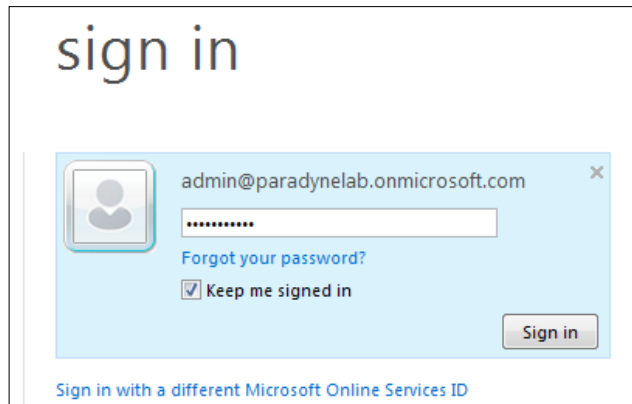 sign in
admin@paradynelab.onmicrosoft.com
•••••••••••
Forgot your password?
Keep me signed in
Sign in
Sign in with a different Microsoft Online Services ID